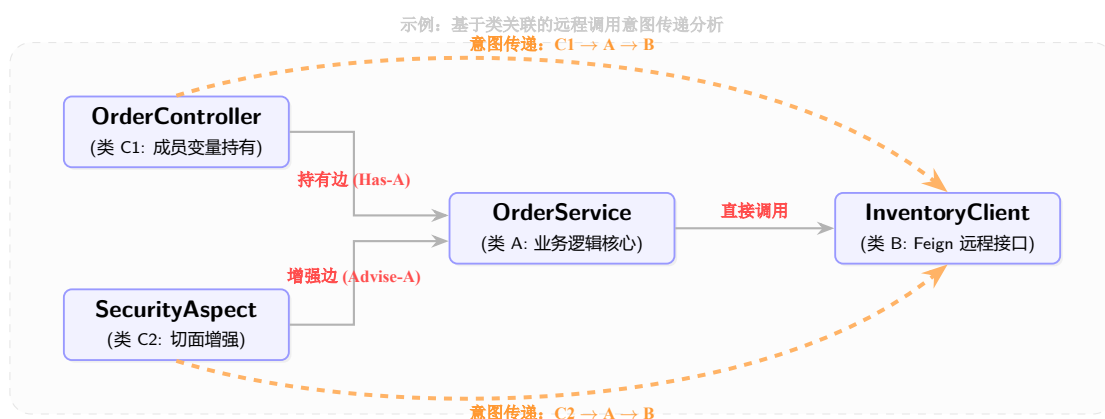 示例：基于类关联的远程调用意图传递分析
意图传递：C1 → A → B
OrderController
(类 C1: 成员变量持有)
持有边 (Has-A)
OrderService
(类 A: 业务逻辑核心)
直接调用
InventoryClient
(类 B: Feign 远程接口)
增强边 (Advise-A)
SecurityAspect
(类 C2: 切面增强)
意图传递：C2 → A → B